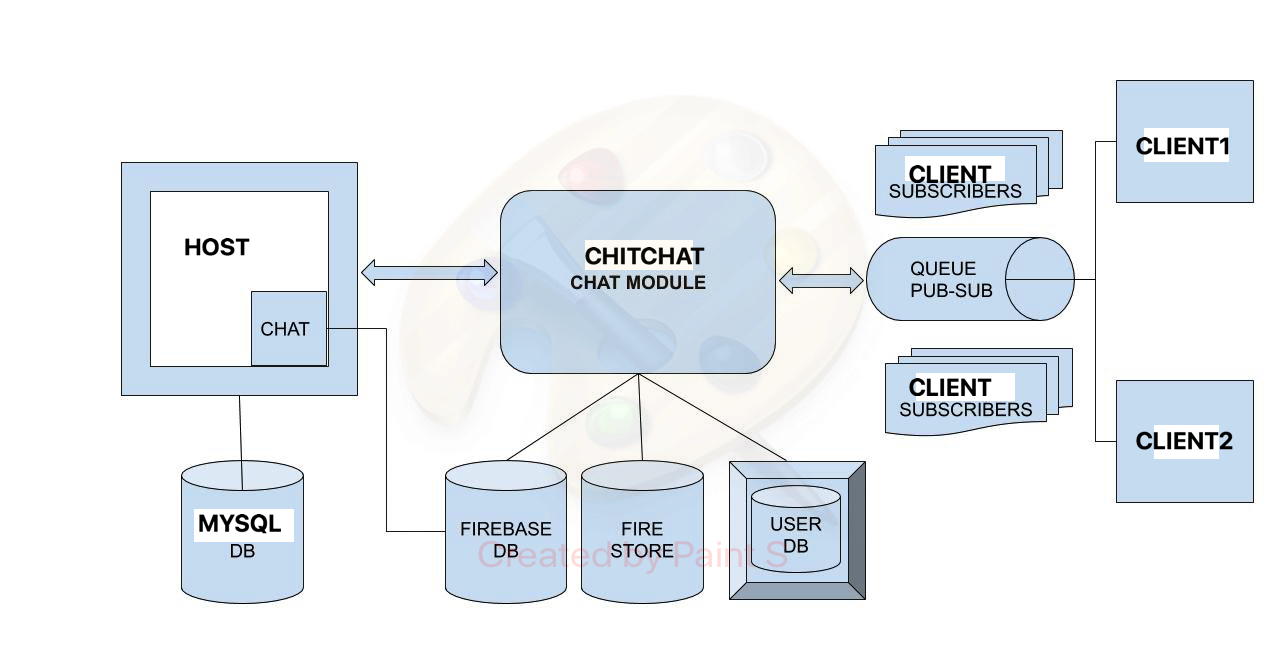 HOST
CHAT
MYSQL
DB
CHITCHAT
CHAT MODULE
FIREBASE
DB
FIRE
STORE
USER
DB
Created by Paint S
CLIENT
SUBSCRIBERS
QUEUE
PUB-SUB
CLIENT
SUBSCRIBERS
CLIENT1
CLIENT2